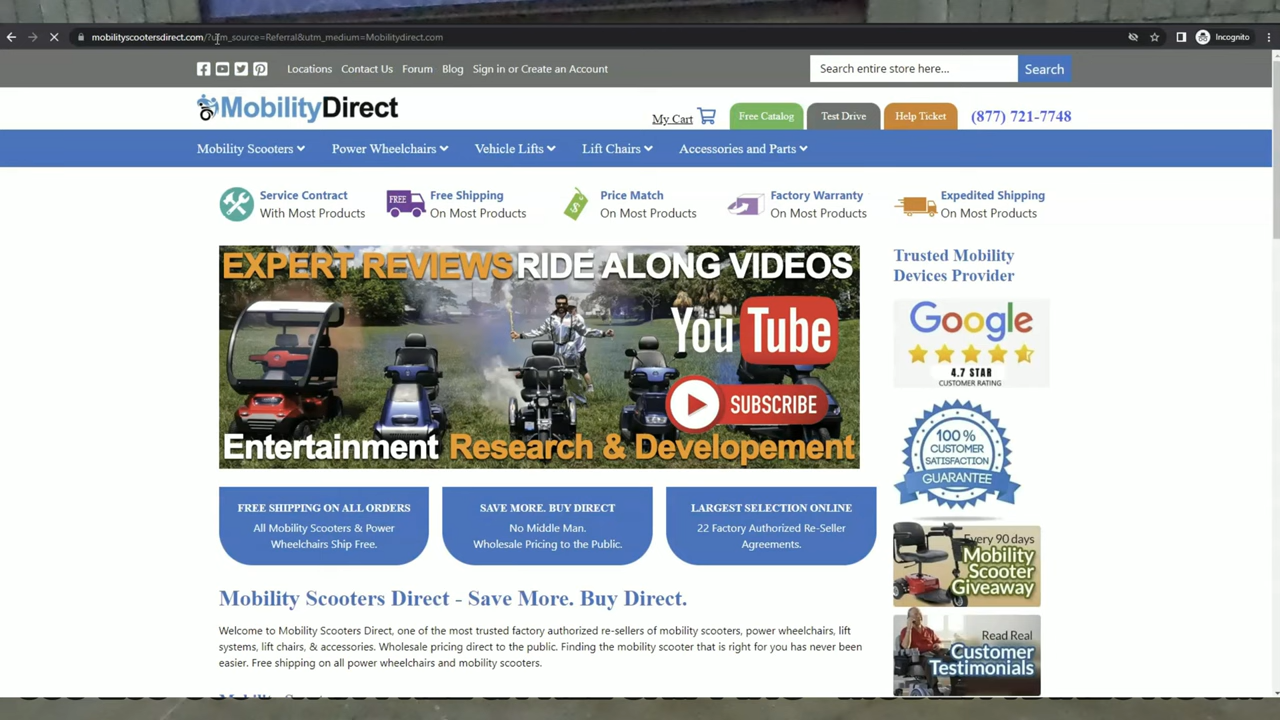 mobilityscootersdirect.com/?utm_source=Referral&utm_medium=Mobilitydirect.com
Incognito
Locations Contact Us Forum Blog Sign in or Create an Account
Search entire store here... Search
MobilityDirect
My Cart Free Catalog Test Drive Help Ticket (877) 721-7748
Mobility Scooters Power Wheelchairs Vehicle Lifts Lift Chairs Accessories and Parts
Service Contract
With Most Products
FREE
Free Shipping
On Most Products
Price Match
On Most Products
Factory Warranty
On Most Products
Expedited Shipping
On Most Products
EXPERT REVIEWS RIDE ALONG VIDEOS
YouTube
SUBSCRIBE
Entertainment Research & Developement
Trusted Mobility
Devices Provider
Google
4.7 STAR
CUSTOMER RATING
100%
CUSTOMER
SATISFACTION
GUARANTEE
Every 90 days
Mobility
Scooter
Giveaway
Read Real
Customer
Testimonials
FREE SHIPPING ON ALL ORDERS
All Mobility Scooters & Power
Wheelchairs Ship Free.
SAVE MORE. BUY DIRECT
No Middle Man.
Wholesale Pricing to the Public.
LARGEST SELECTION ONLINE
22 Factory Authorized Re-Seller
Agreements.
Mobility Scooters Direct - Save More. Buy Direct.
Welcome to Mobility Scooters Direct, one of the most trusted factory authorized re-sellers of mobility scooters, power wheelchairs, lift
systems, lift chairs, & accessories. Wholesale pricing direct to the public. Finding the mobility scooter that is right for you has never been
easier. Free shipping on all power wheelchairs and mobility scooters.